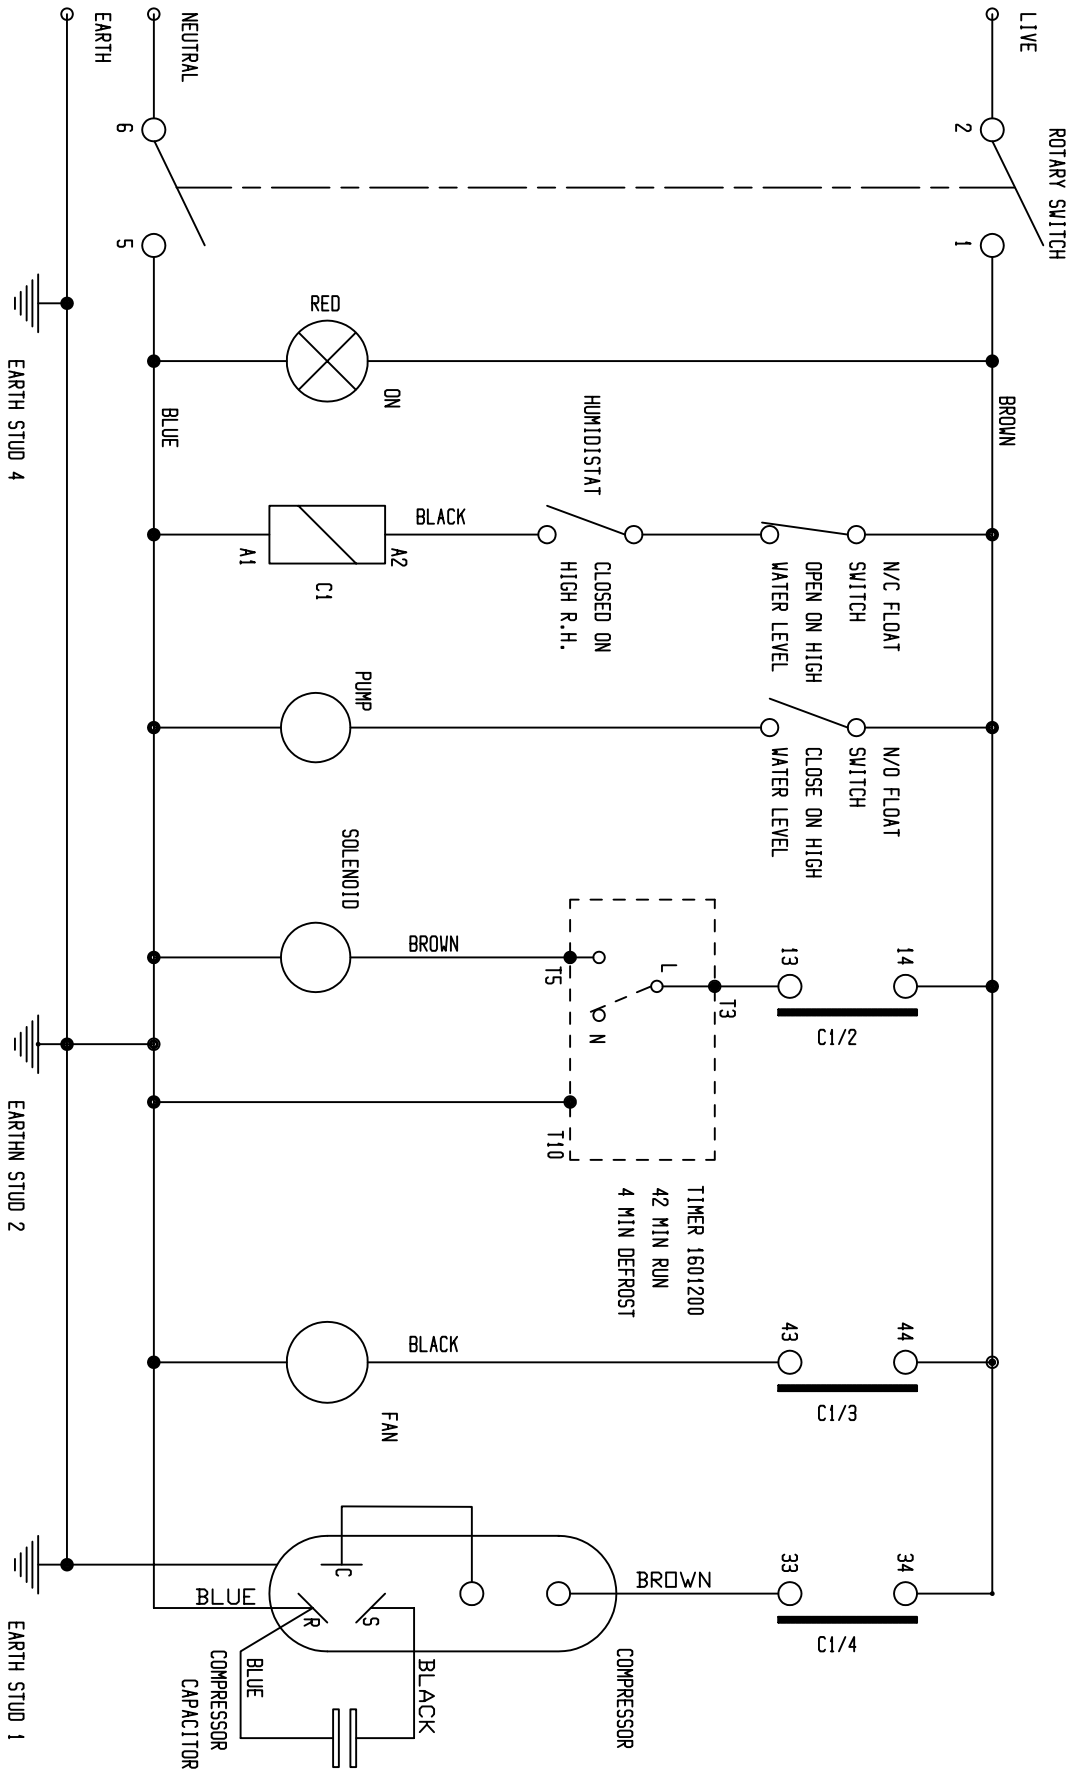 LIVE
ROTARY SWITCH
2
1
BROWN
N/C FLOAT
SWITCH
OPEN ON HIGH
WATER LEVEL
N/O FLOAT
SWITCH
CLOSE ON HIGH
WATER LEVEL
14
13
C1/2
44
43
C1/3
34
33
C1/4
HUMIDISTAT
CLOSED ON
HIGH R.H.
T3
L
N
T5
T10
TIMER 1601200
42 MIN RUN
4 MIN DEFROST
BROWN
COMPRESSOR
RED
ON
BLACK
A2
A1
C1
PUMP
SOLENOID
BROWN
BLACK
FAN
C
S
R
BLACK
BLUE
BLUE
COMPRESSOR
CAPACITOR
NEUTRAL
6
5
BLUE
EARTH
EARTH STUD 4
EARTHN STUD 2
EARTH STUD 1